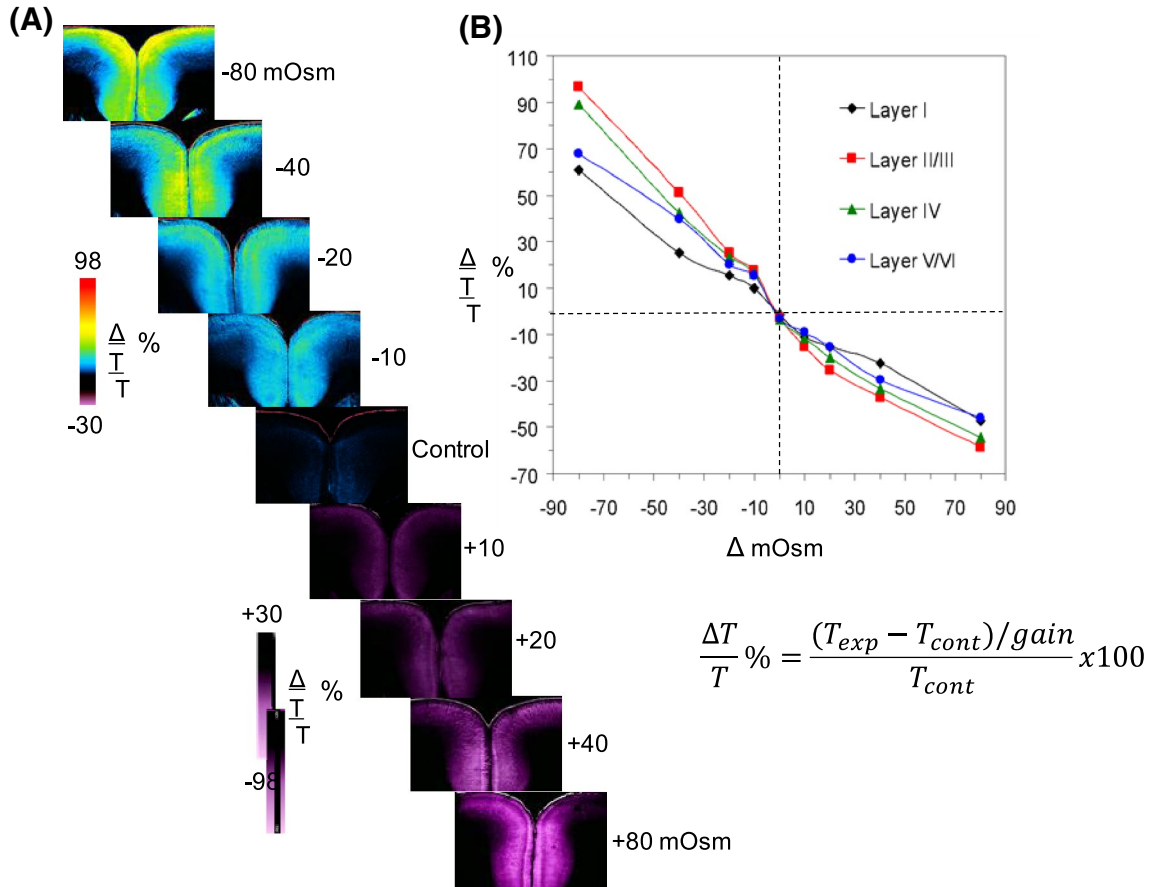 (A)
-80 mOsm
-40
-20
-10
Control
+10
+20
+40
+80 mOsm
98
Δ
T
T
%
-30
+30
Δ
T
T
%
-98
(B)
110
90
70
50
30
10
-10
-30
-50
-70
Δ
T
T
%
-90 -70 -50 -30 -10 10 30 50 70 90
Δ mOsm
Layer I
Layer II/III
Layer IV
Layer V/VI
ΔT/T % = (T_exp − T_cont)/gain / T_cont x100